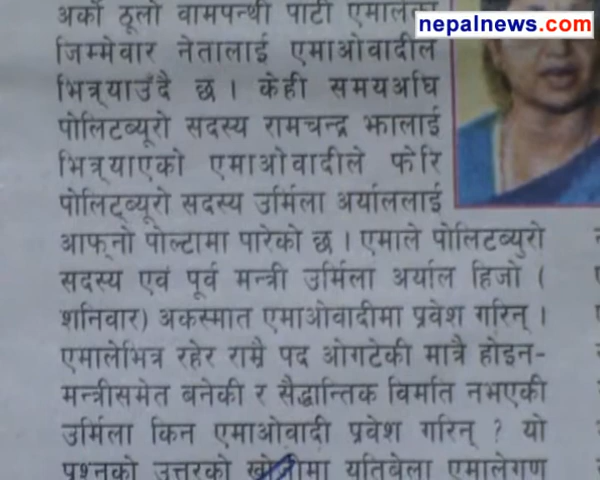 nepalnews.com
अर्को ठूलो वामपन्थी पार्टी एमालेका
जिम्मेवार नेतालाई एमाओवादीले
भित्र्याउँदै छ । केही समयअघि
पोलिटब्यूरो सदस्य रामचन्द्र झालाई
भित्र्याएको एमाओवादीले फेरि
पोलिट्व्यूरो सदस्य उर्मिला अर्याललाई
आफ्नो पोल्टामा पारेको छ । एमाले पोलिटब्युरो
सदस्य एवं पूर्व मन्त्री उर्मिला अर्याल हिजो (
शनिवार) अकस्मात एमाओवादीमा प्रवेश गरिन् ।
एमालेभित्र रहेर राम्रै पद ओगटेकी मात्रै होइन-
मन्त्रीसमेत बनेकी र सैद्धान्तिक विमति नभएकी
उर्मिला किन एमाओवादी प्रवेश गरिन् ? यो
प्रश्नको उत्तरको खोजीमा यतिबेला एमालेगण